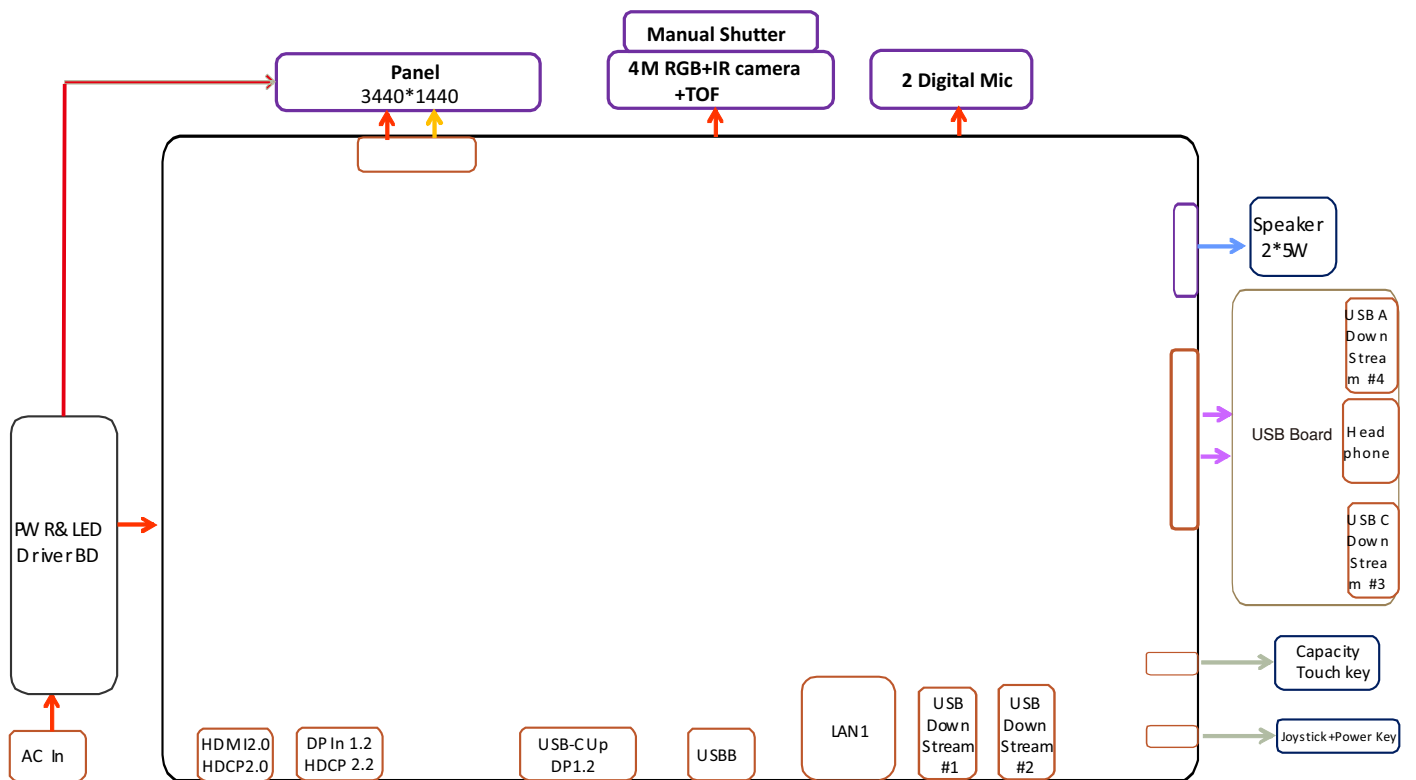 Manual Shutter
4M RGB+IR camera
+TOF
Panel
3440*1440
2 Digital Mic
Speaker
2*5W
USB A
Down
Strea
m #4
USB Board
Head
phone
USB C
Down
Strea
m #3
PWR&LED
Driver BD
Capacity
Touch key
Joystick+Power Key
AC In
HDMI2.0
HDCP2.0
DP In 1.2
HDCP 2.2
USB-C Up
DP1.2
USBB
LAN1
USB
Down
Stream
#1
USB
Down
Stream
#2